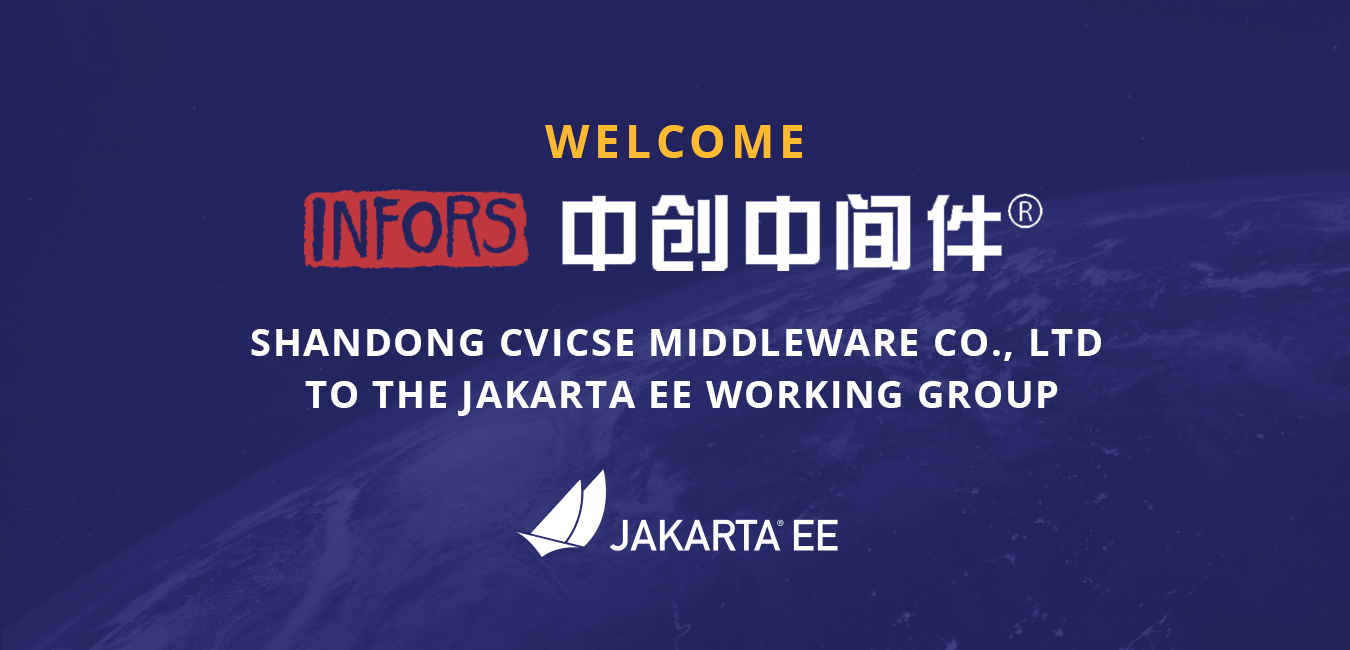 WELCOME
INFORS 中创中间件®
SHANDONG CVICSE MIDDLEWARE CO., LTD
TO THE JAKARTA EE WORKING GROUP
JAKARTA® EE